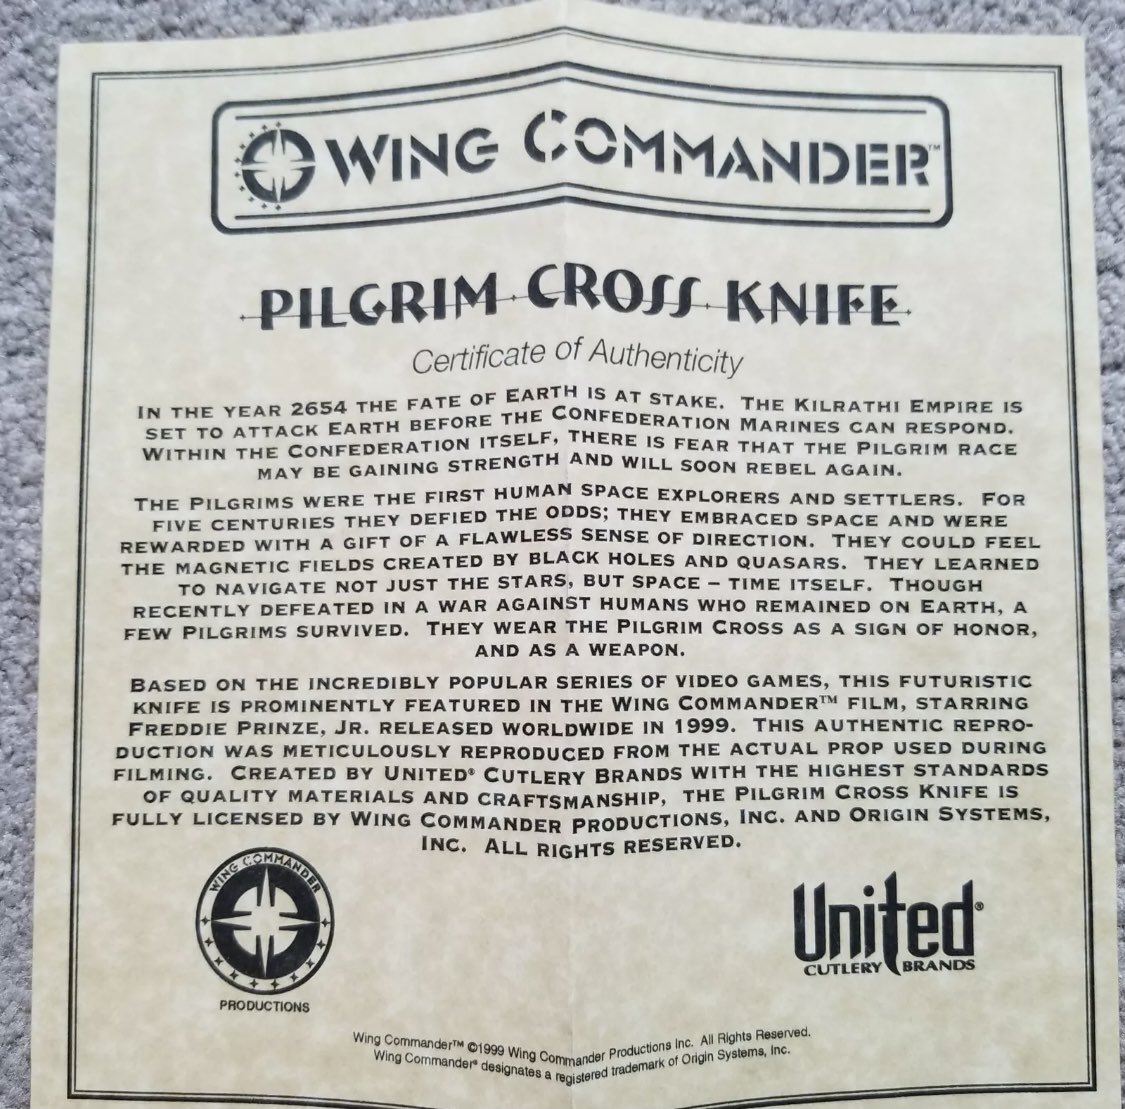 WING COMMANDER™
PILGRIM CROSS KNIFE
Certificate of Authenticity
IN THE YEAR 2654 THE FATE OF EARTH IS AT STAKE. THE KILRATHI EMPIRE IS
SET TO ATTACK EARTH BEFORE THE CONFEDERATION MARINES CAN RESPOND.
WITHIN THE CONFEDERATION ITSELF, THERE IS FEAR THAT THE PILGRIM RACE
MAY BE GAINING STRENGTH AND WILL SOON REBEL AGAIN.
THE PILGRIMS WERE THE FIRST HUMAN SPACE EXPLORERS AND SETTLERS. FOR
FIVE CENTURIES THEY DEFIED THE ODDS; THEY EMBRACED SPACE AND WERE
REWARDED WITH A GIFT OF A FLAWLESS SENSE OF DIRECTION. THEY COULD FEEL
THE MAGNETIC FIELDS CREATED BY BLACK HOLES AND QUASARS. THEY LEARNED
TO NAVIGATE NOT JUST THE STARS, BUT SPACE – TIME ITSELF. THOUGH
RECENTLY DEFEATED IN A WAR AGAINST HUMANS WHO REMAINED ON EARTH, A
FEW PILGRIMS SURVIVED. THEY WEAR THE PILGRIM CROSS AS A SIGN OF HONOR,
AND AS A WEAPON.
BASED ON THE INCREDIBLY POPULAR SERIES OF VIDEO GAMES, THIS FUTURISTIC
KNIFE IS PROMINENTLY FEATURED IN THE WING COMMANDER™ FILM, STARRING
FREDDIE PRINZE, JR. RELEASED WORLDWIDE IN 1999. THIS AUTHENTIC REPRO-
DUCTION WAS METICULOUSLY REPRODUCED FROM THE ACTUAL PROP USED DURING
FILMING. CREATED BY UNITED® CUTLERY BRANDS WITH THE HIGHEST STANDARDS
OF QUALITY MATERIALS AND CRAFTSMANSHIP, THE PILGRIM CROSS KNIFE IS
FULLY LICENSED BY WING COMMANDER PRODUCTIONS, INC. AND ORIGIN SYSTEMS,
INC. ALL RIGHTS RESERVED.
WING COMMANDER
PRODUCTIONS
United®
CUTLERY BRANDS
Wing Commander™ ©1999 Wing Commander Productions Inc. All Rights Reserved.
Wing Commander® designates a registered trademark of Origin Systems, Inc.